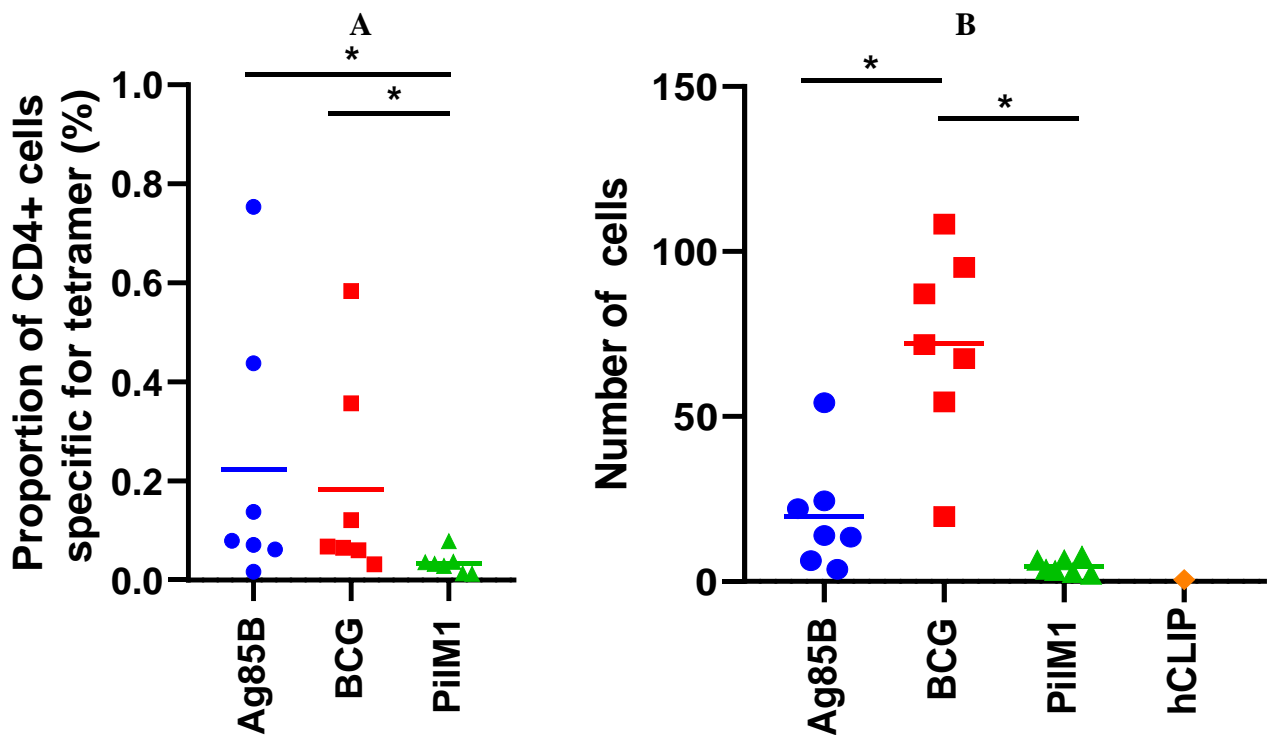 A
*
*
1.0
0.8
0.6
0.4
0.2
0.0
Proportion of CD4+ cells
specific for tetramer (%)
Ag85B
BCG
PilM1
B
*
*
150
100
50
0
Number of cells
Ag85B
BCG
PilM1
hCLIP